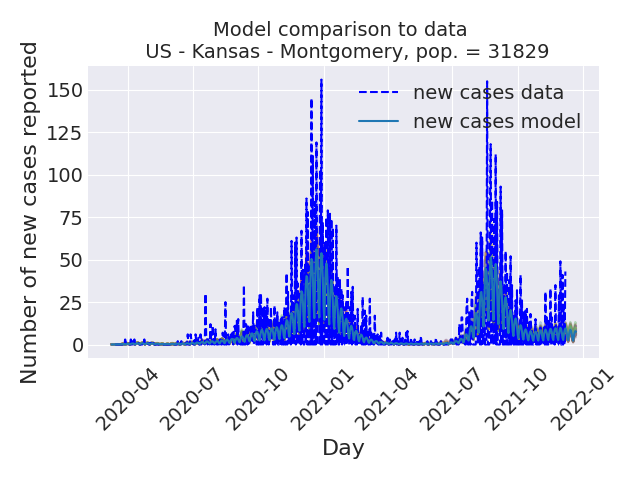 Model comparison to data
US - Kansas - Montgomery, pop. = 31829
Number of new cases reported
150
125
100
75
50
25
0
new cases data
new cases model
2020-04
2020-07
2020-10
2021-01
2021-04
2021-07
2021-10
2022-01
Day